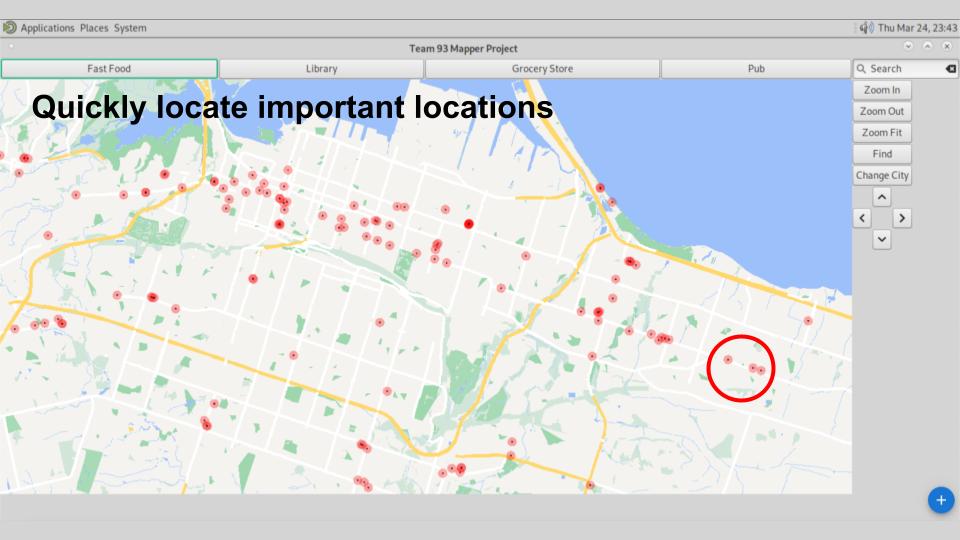 Applications Places System
Thu Mar 24, 23:43
Team 93 Mapper Project
Fast Food
Library
Grocery Store
Pub
Search
Quickly locate important locations
Zoom In
Zoom Out
Zoom Fit
Find
Change City